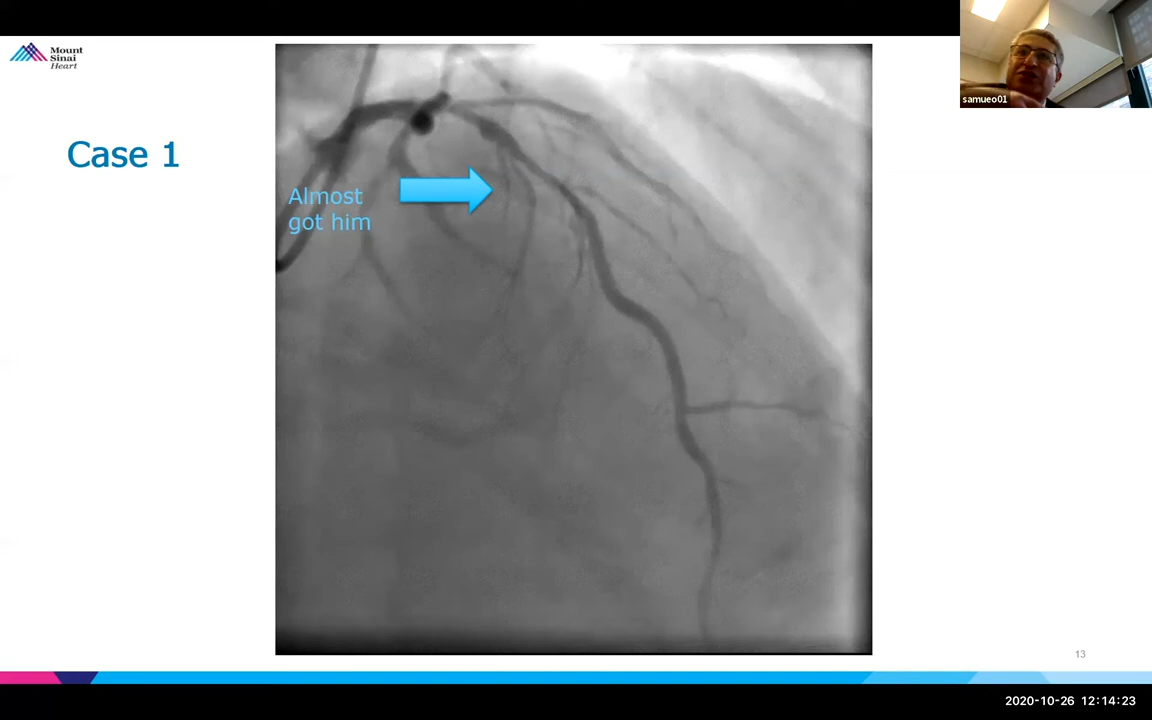 Mount
Sinai
Heart
samueo01
Case 1
Almost
got him
13
2020-10-26 12:14:23